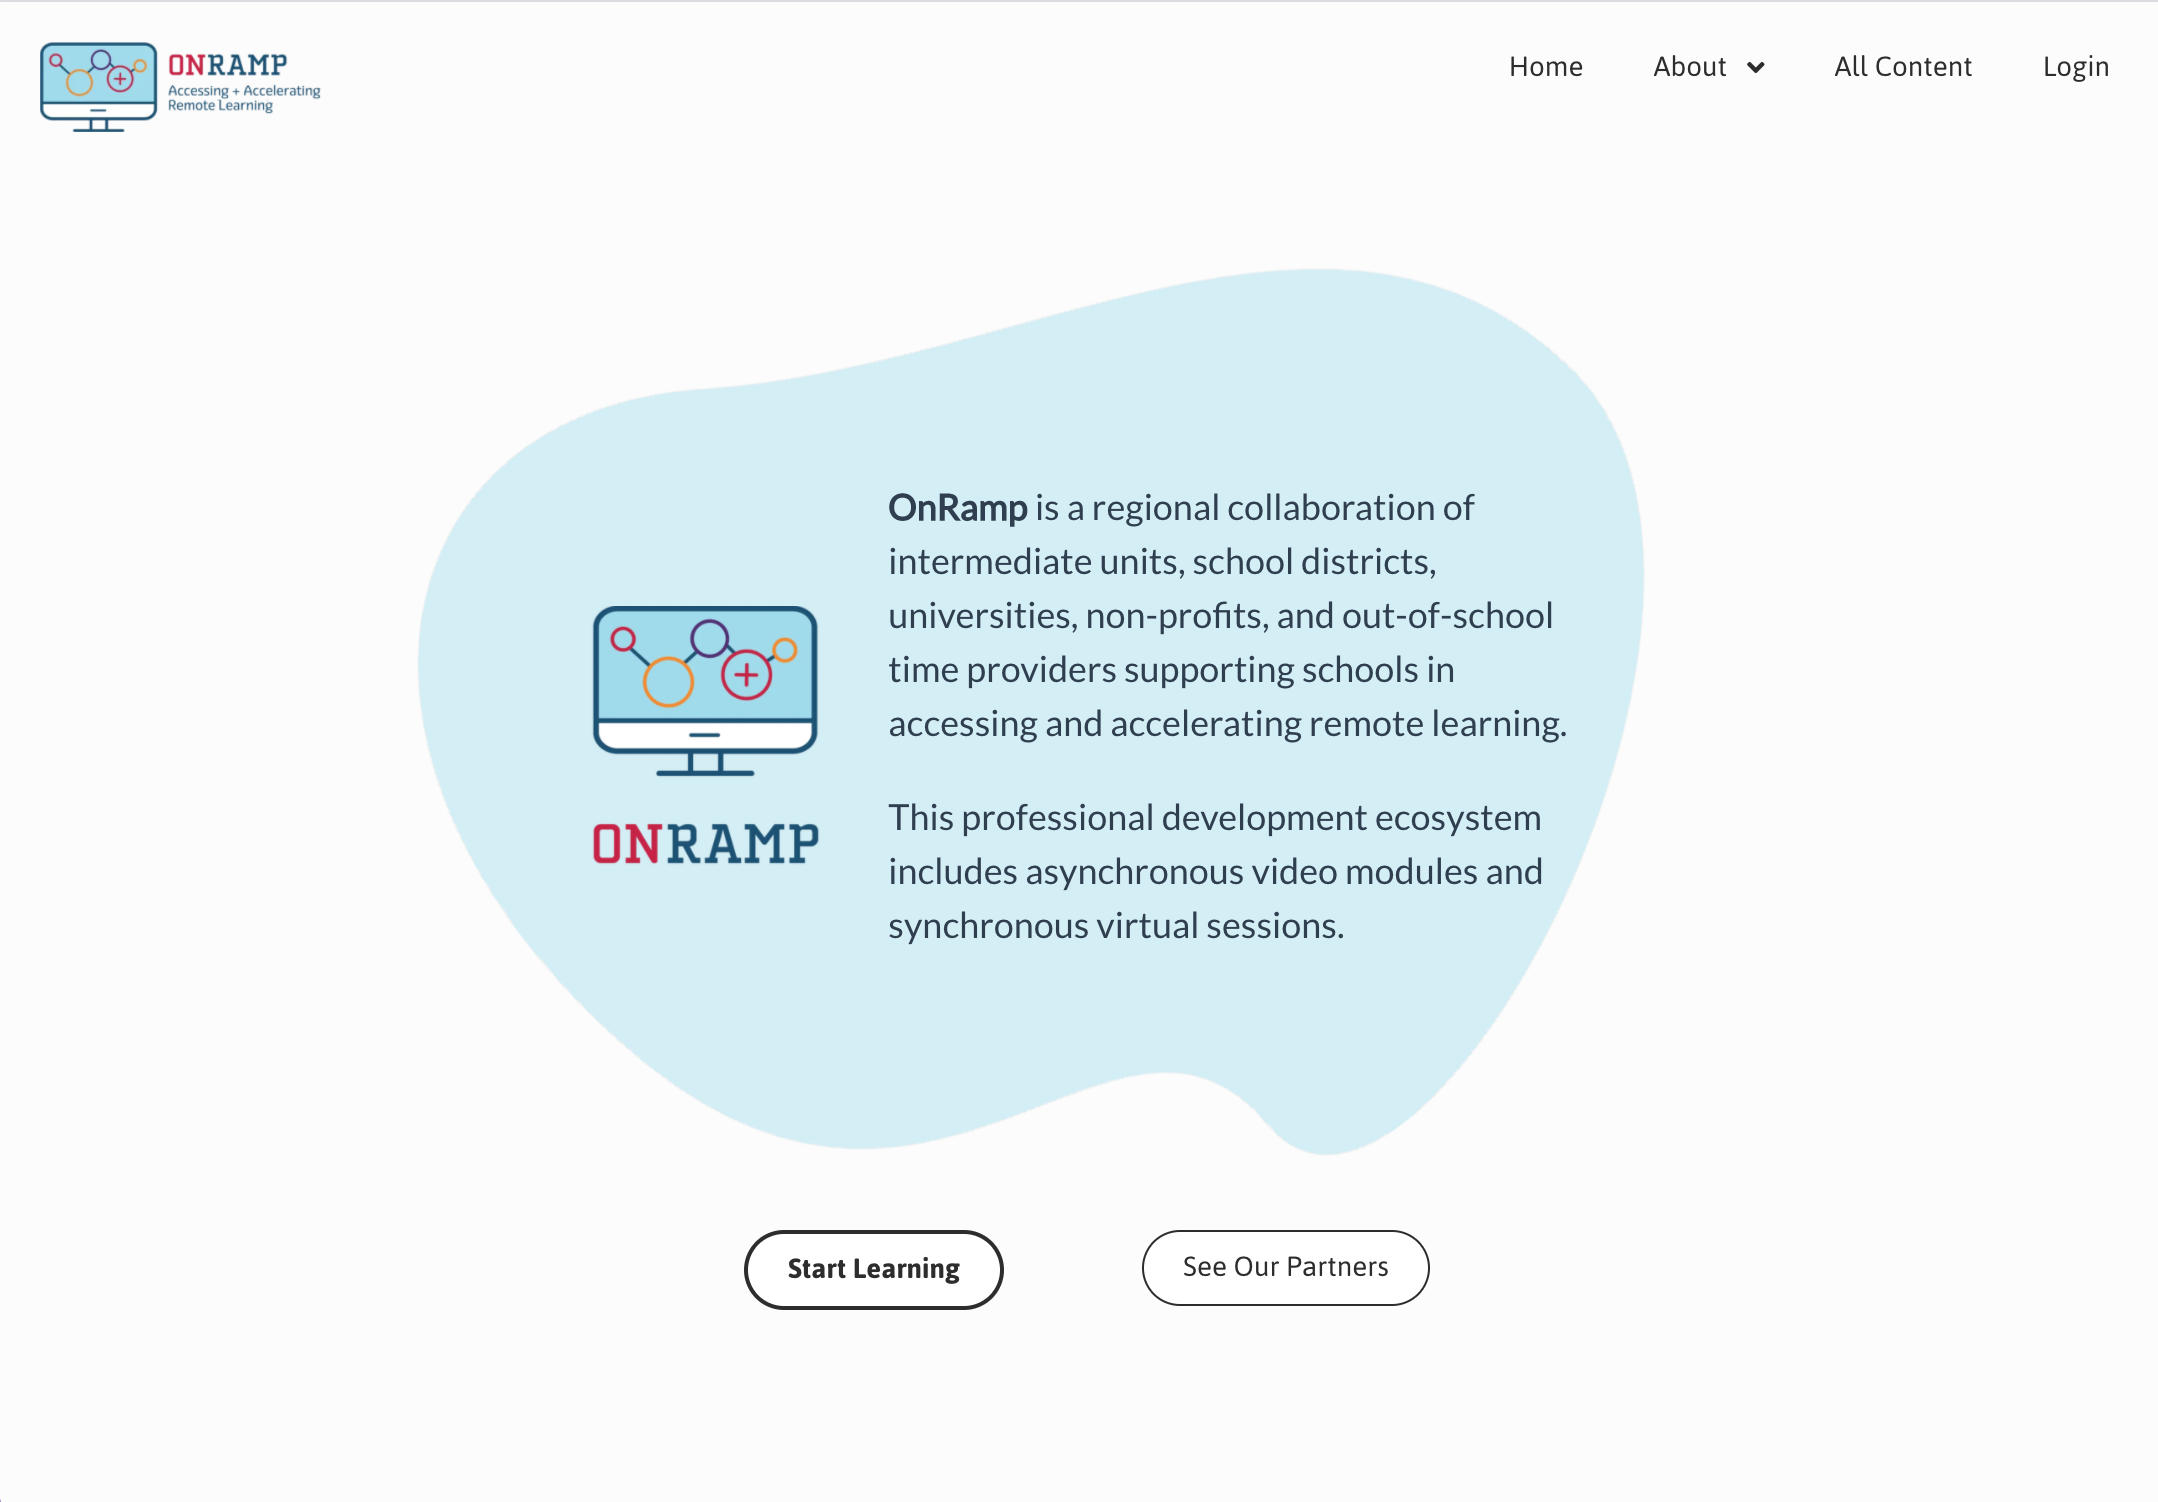 ONRAMP
Accessing + Accelerating
Remote Learning
Home
About
All Content
Login
OnRamp is a regional collaboration of
intermediate units, school districts,
universities, non-profits, and out-of-school
time providers supporting schools in
accessing and accelerating remote learning.
This professional development ecosystem
includes asynchronous video modules and
synchronous virtual sessions.
ONRAMP
Start Learning
See Our Partners